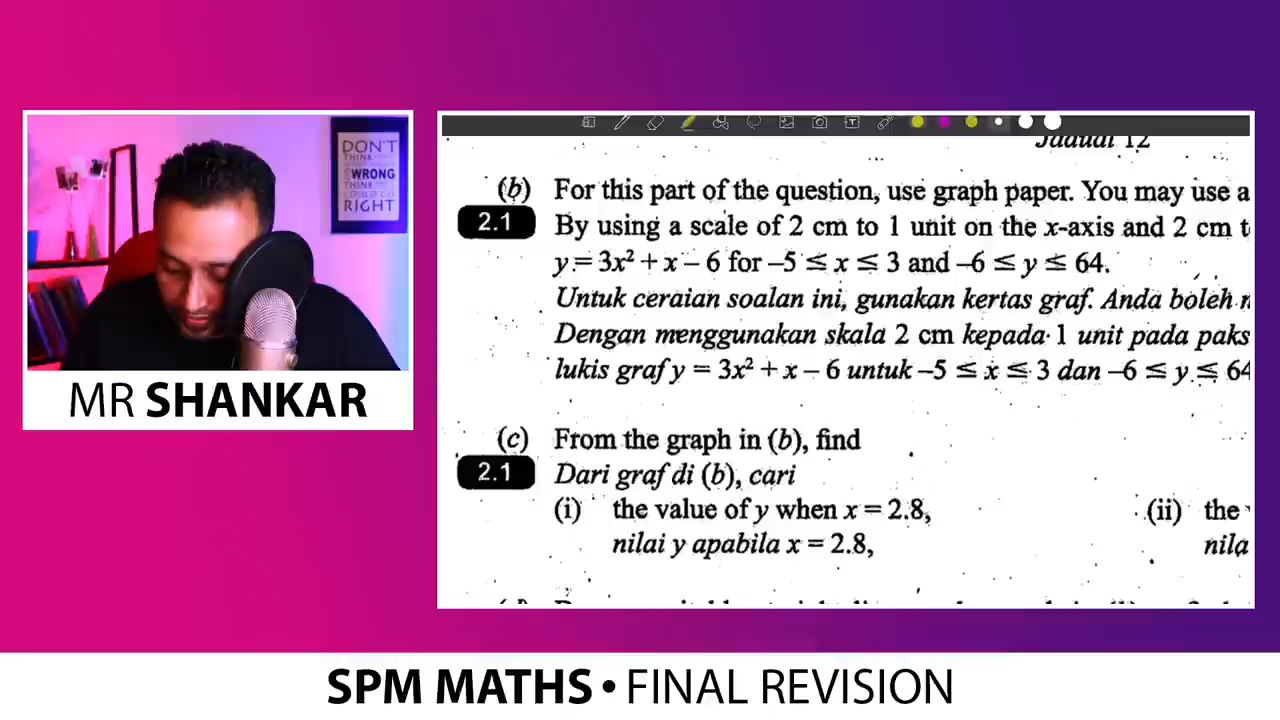 DON'T
THINK
WRONG
THINK
RIGHT
MR SHANKAR
Jadual 12
(b) For this part of the question, use graph paper. You may use a
2.1 By using a scale of 2 cm to 1 unit on the x-axis and 2 cm
y = 3x² + x – 6 for –5 ≤ x ≤ 3 and –6 ≤ y ≤ 64.
Untuk ceraian soalan ini, gunakan kertas graf. Anda boleh
Dengan menggunakan skala 2 cm kepada 1 unit pada paks
lukis graf y = 3x² + x – 6 untuk –5 ≤ x ≤ 3 dan –6 ≤ y ≤ 64
(c) From the graph in (b), find
2.1 Dari graf di (b), cari
(i) the value of y when x = 2.8, (ii) the
nilai y apabila x = 2.8, nila
SPM MATHS • FINAL REVISION